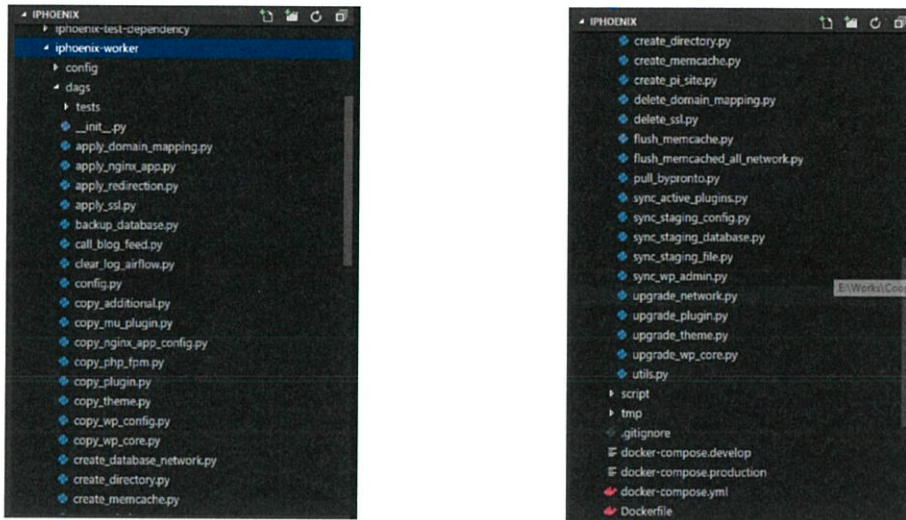 IPHOENIX
iphoenix-test-dependency
iphoenix-worker
config
dags
tests
__init__.py
apply_domain_mapping.py
apply_nginx_app.py
apply_redirection.py
apply_ssl.py
backup_database.py
call_blog_feed.py
clear_log_airflow.py
config.py
copy_additional.py
copy_mu_plugin.py
copy_nginx_app_config.py
copy_php_fpm.py
copy_plugin.py
copy_theme.py
copy_wp_config.py
copy_wp_core.py
create_database_network.py
create_directory.py
create_memcache.py
IPHOENIX
create_directory.py
create_memcache.py
create_pi_site.py
delete_domain_mapping.py
delete_ssl.py
flush_memcache.py
flush_memcached_all_network.py
pull_bypronto.py
sync_active_plugins.py
sync_staging_config.py
sync_staging_database.py
sync_staging_file.py
sync_wp_admin.py
E:\Works\Coop
upgrade_network.py
upgrade_plugin.py
upgrade_theme.py
upgrade_wp_core.py
utils.py
script
tmp
.gitignore
docker-compose.develop
docker-compose.production
docker-compose.yml
Dockerfile